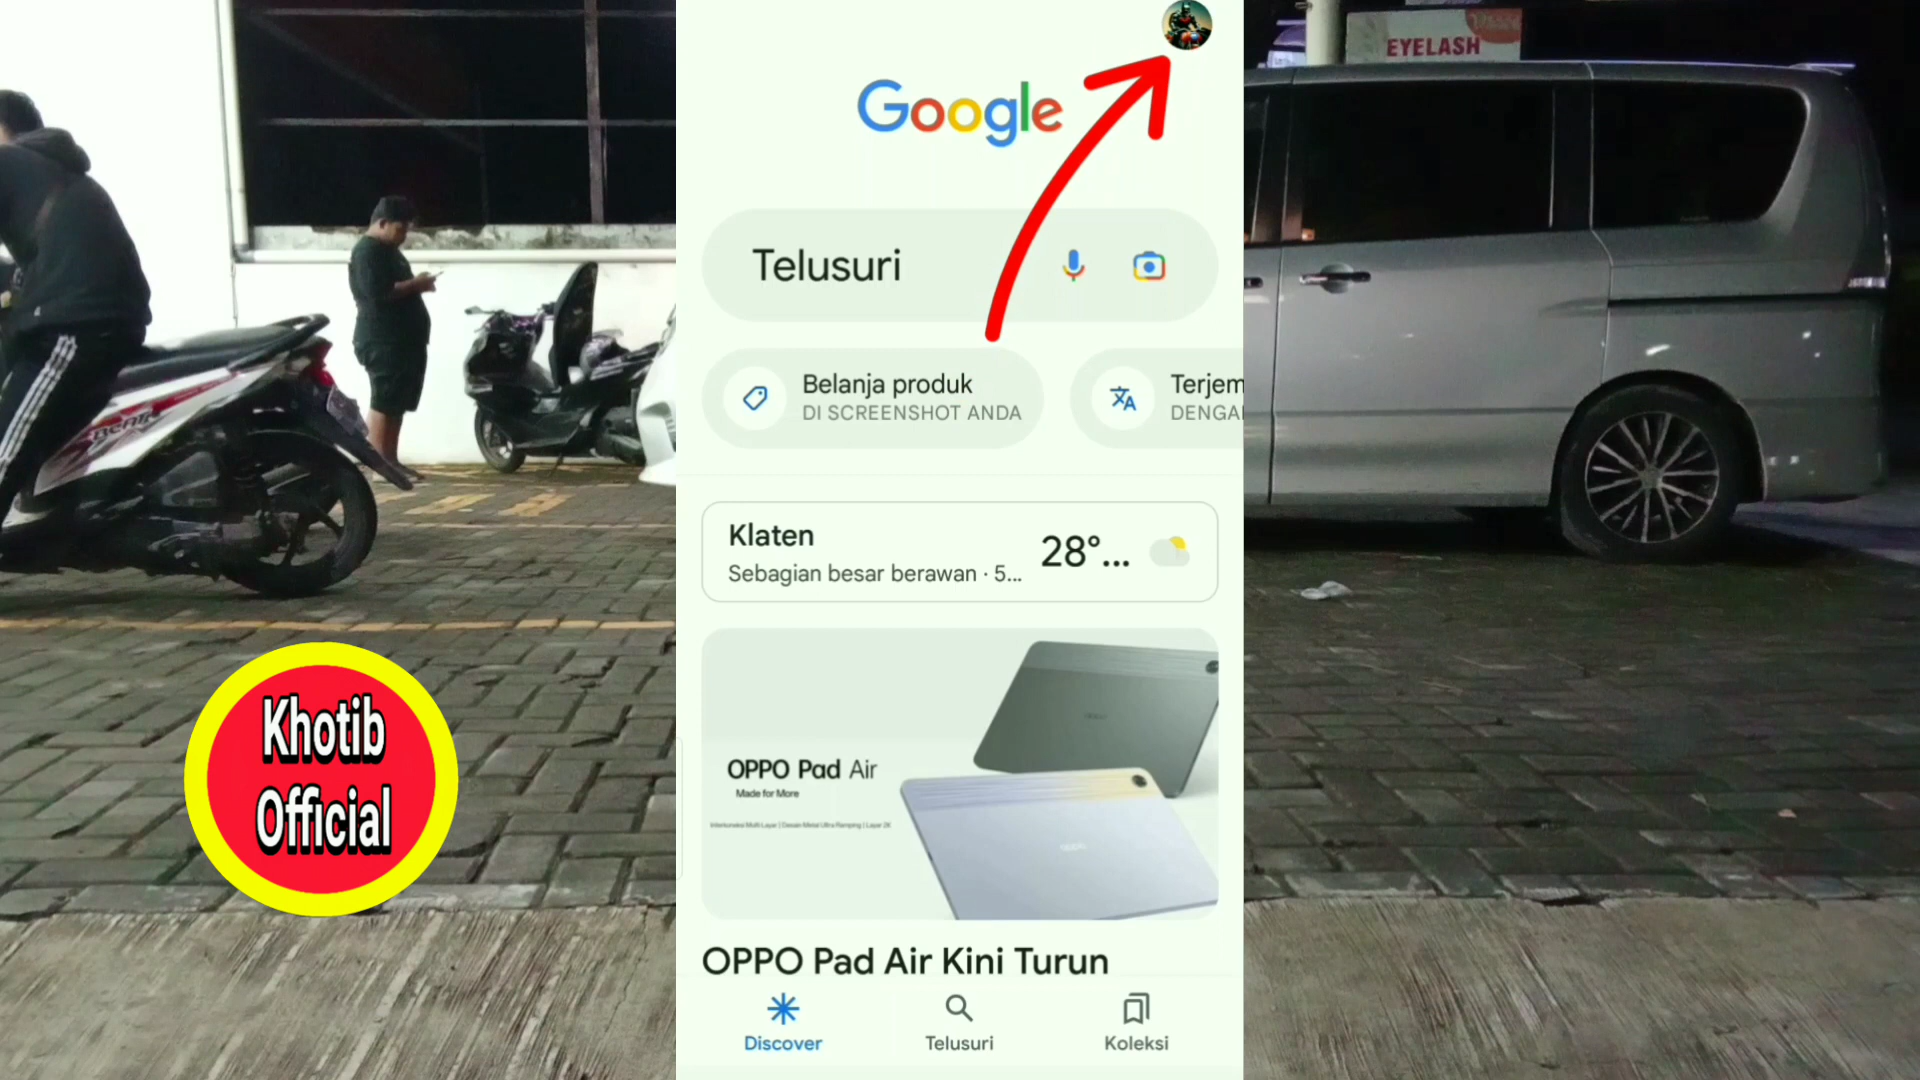 EYELASH
Google
Telusuri
Belanja produk
DI SCREENSHOT ANDA
Terjem
DENGA
Klaten
28°...
Sebagian besar berawan · 5...
BeAT
Khotib
Official
OPPO Pad Air
Made for More
OPPO Pad Air Kini Turun
Discover
Telusuri
Koleksi